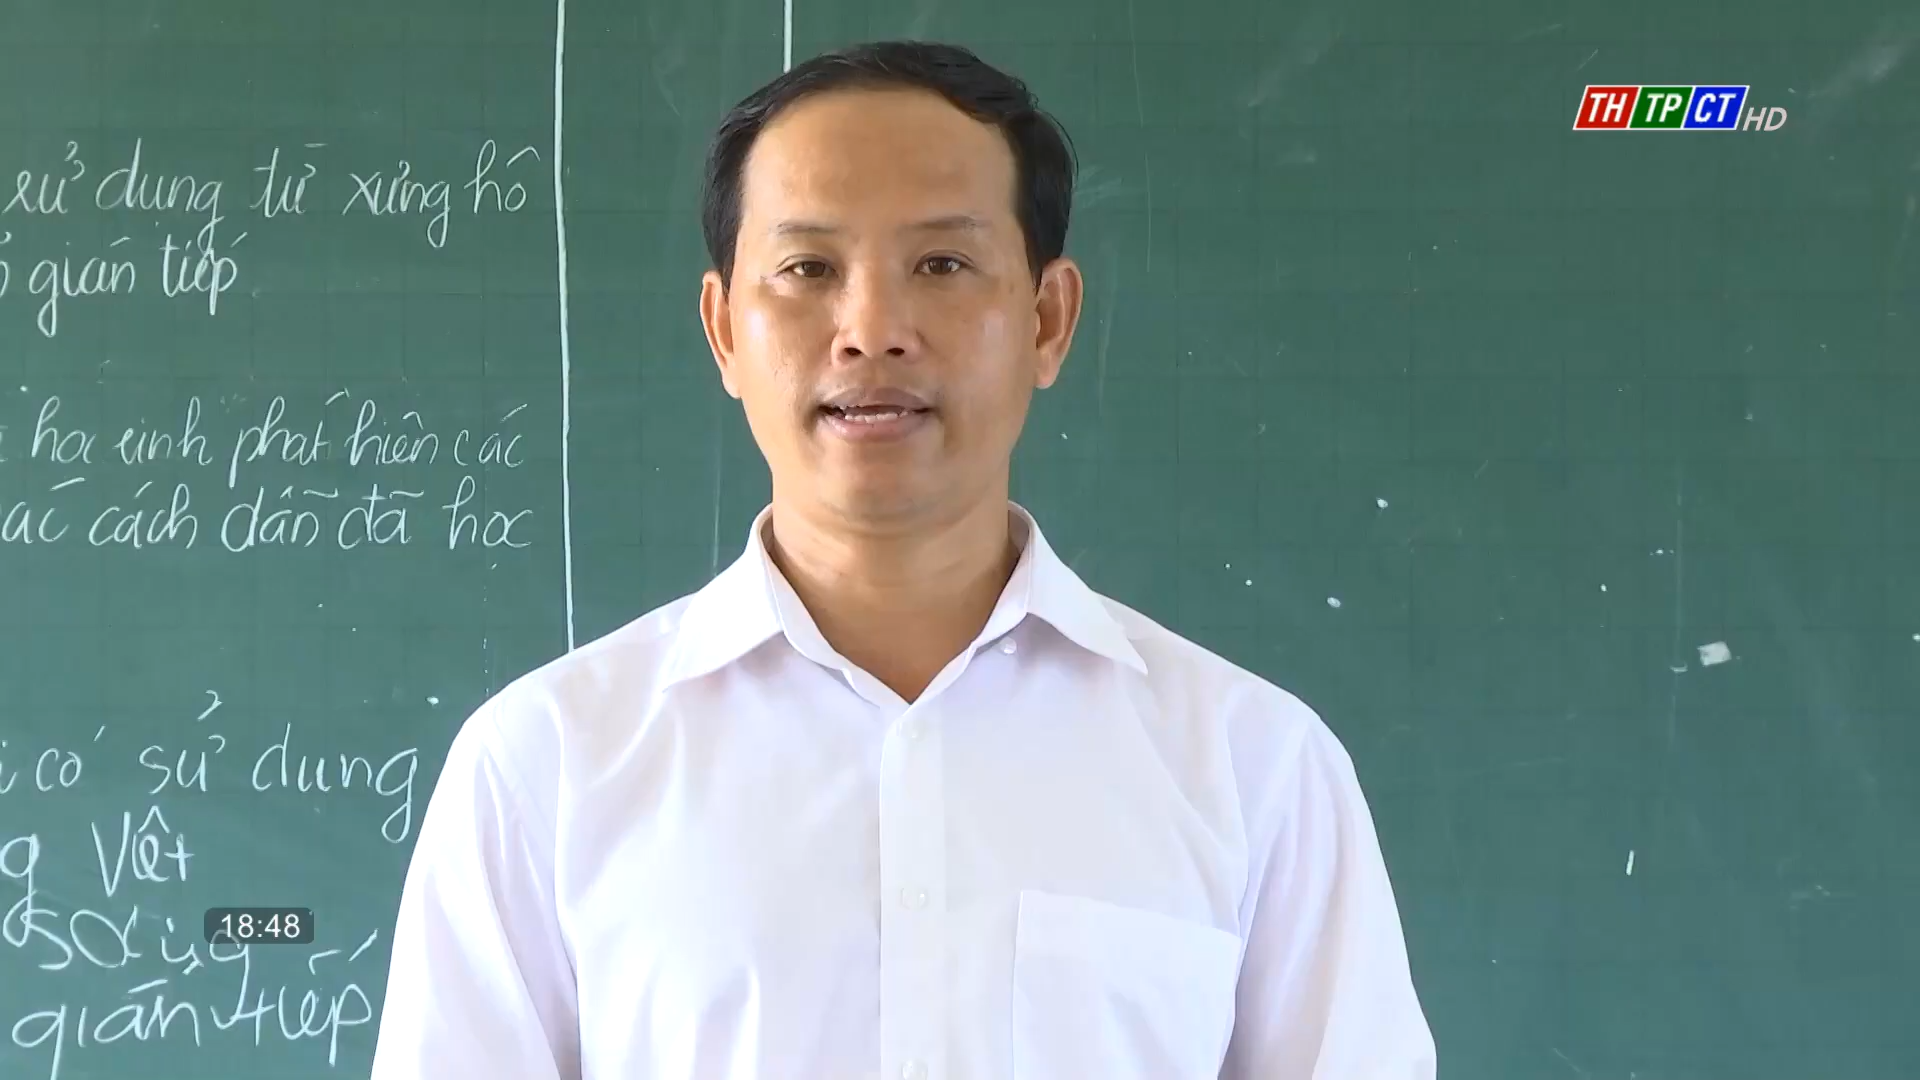 THTPCT HD
sử dụng từ xưng hô
gián tiếp
học sinh phát hiện các
các cách dẫn đã học
có sử dụng
Việt
18:48
gián tiếp